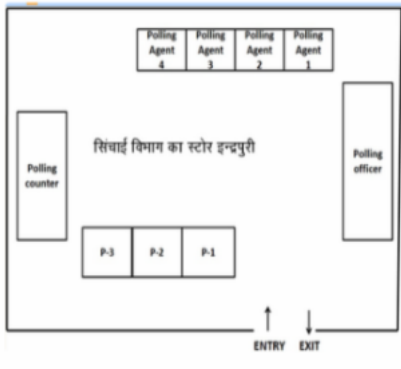 Polling Agent 4
Polling Agent 3
Polling Agent 2
Polling Agent 1
सिंचाई विभाग का स्टोर इन्द्रपुरी
Polling counter
Polling officer
P-3
P-2
P-1
ENTRY
EXIT